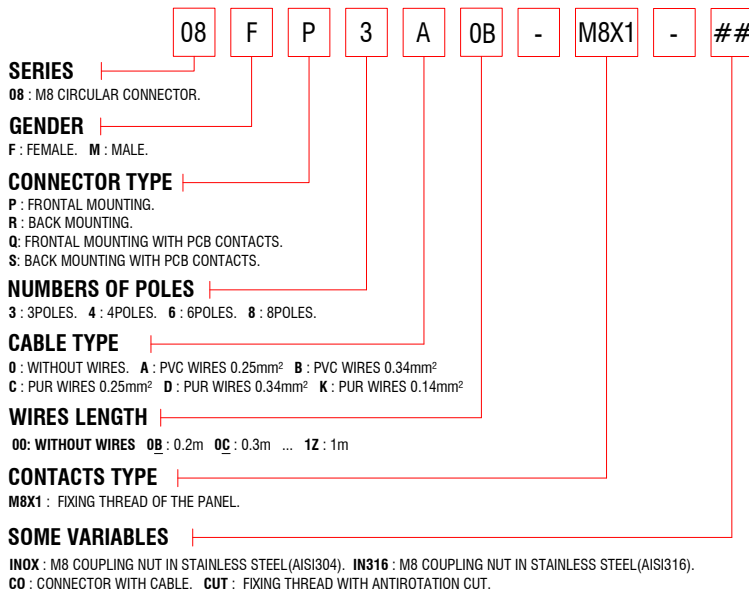 08 F P 3 A 0B - M8X1 - ##
SERIES
08 : M8 CIRCULAR CONNECTOR.
GENDER
F : FEMALE. M : MALE.
CONNECTOR TYPE
P : FRONTAL MOUNTING.
R : BACK MOUNTING.
Q: FRONTAL MOUNTING WITH PCB CONTACTS.
S: BACK MOUNTING WITH PCB CONTACTS.
NUMBERS OF POLES
3 : 3POLES. 4 : 4POLES. 6 : 6POLES. 8 : 8POLES.
CABLE TYPE
0 : WITHOUT WIRES. A : PVC WIRES 0.25mm² B : PVC WIRES 0.34mm²
C : PUR WIRES 0.25mm² D : PUR WIRES 0.34mm² K : PUR WIRES 0.14mm²
WIRES LENGTH
00: WITHOUT WIRES 0B : 0.2m 0C : 0.3m ... 1Z : 1m
CONTACTS TYPE
M8X1 : FIXING THREAD OF THE PANEL.
SOME VARIABLES
INOX : M8 COUPLING NUT IN STAINLESS STEEL(AISI304). IN316 : M8 COUPLING NUT IN STAINLESS STEEL(AISI316).
CO : CONNECTOR WITH CABLE. CUT : FIXING THREAD WITH ANTIROTATION CUT.